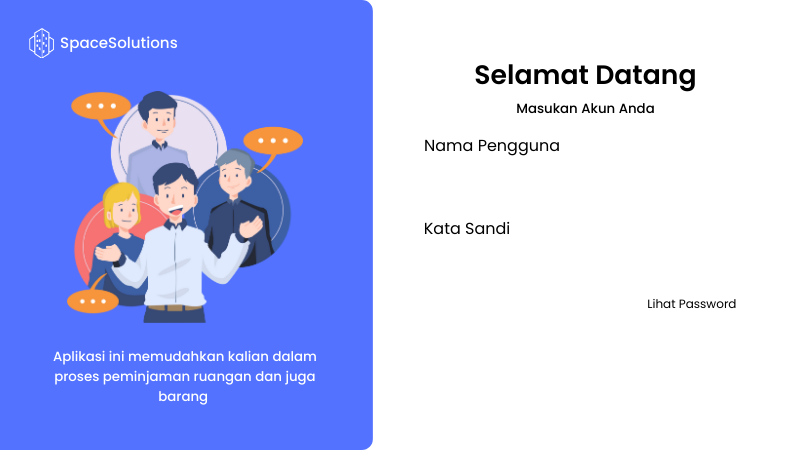 SpaceSolutions
Aplikasi ini memudahkan kalian dalam
proses peminjaman ruangan dan juga
barang
Selamat Datang
Masukan Akun Anda
Nama Pengguna
Kata Sandi
Lihat Password